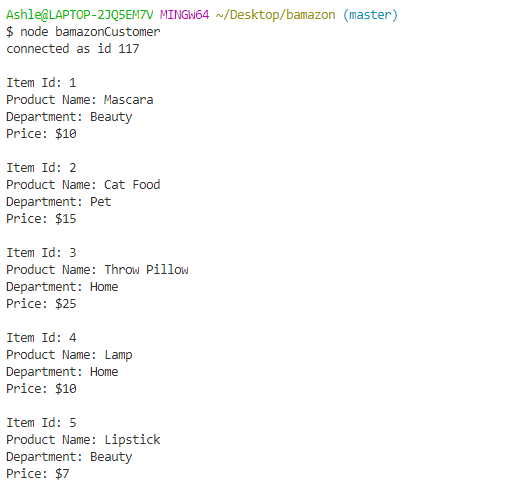 Ashle@LAPTOP-2JQ5EM7V MINGW64 ~/Desktop/bamazon (master)
$ node bamazonCustomer
connected as id 117

Item Id: 1
Product Name: Mascara
Department: Beauty
Price: $10

Item Id: 2
Product Name: Cat Food
Department: Pet
Price: $15

Item Id: 3
Product Name: Throw Pillow
Department: Home
Price: $25

Item Id: 4
Product Name: Lamp
Department: Home
Price: $10

Item Id: 5
Product Name: Lipstick
Department: Beauty
Price: $7